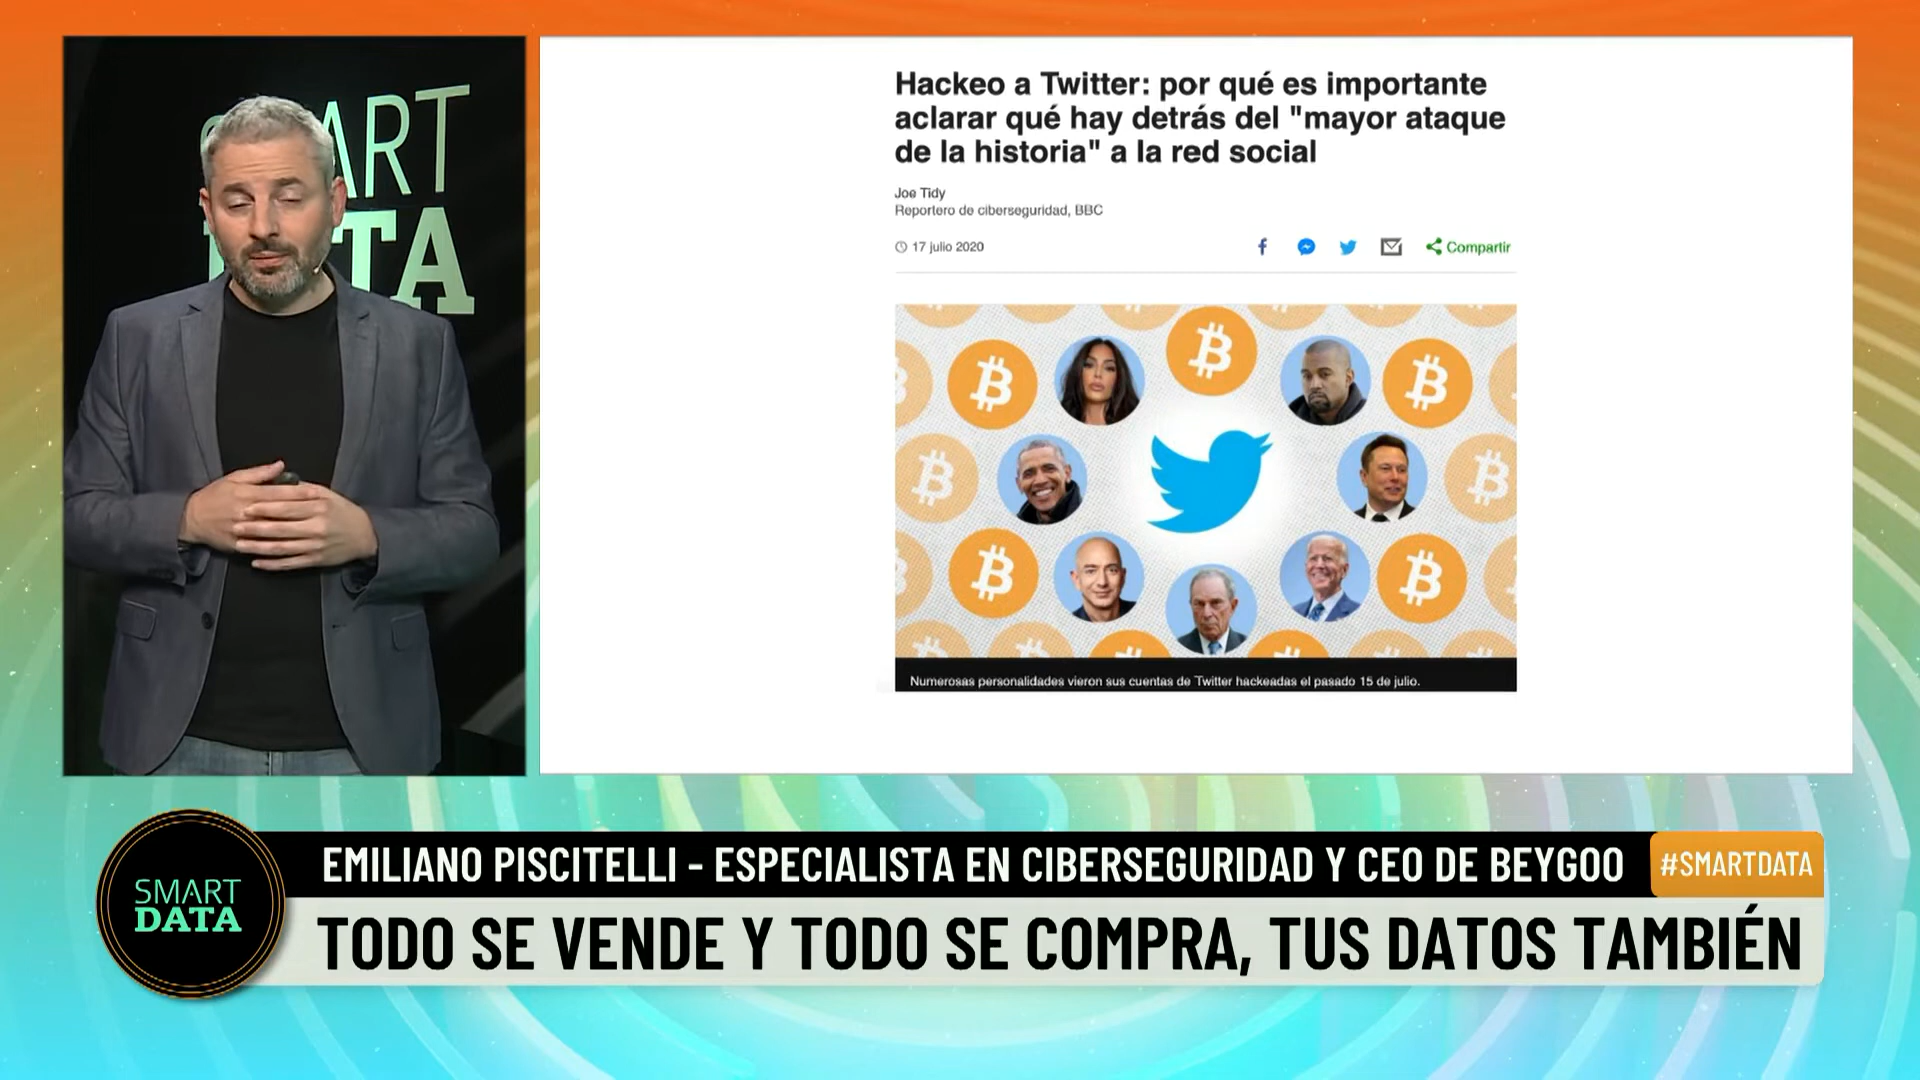 SMART
DATA
Hackeo a Twitter: por qué es importante
aclarar qué hay detrás del "mayor ataque
de la historia" a la red social
Joe Tidy
Reportero de ciberseguridad, BBC
17 julio 2020
Compartir
Numerosas personalidades vieron sus cuentas de Twitter hackeadas el pasado 15 de julio.
EMILIANO PISCITELLI - ESPECIALISTA EN CIBERSEGURIDAD Y CEO DE BEYGOO
#SMARTDATA
SMART
DATA
TODO SE VENDE Y TODO SE COMPRA, TUS DATOS TAMBIÉN